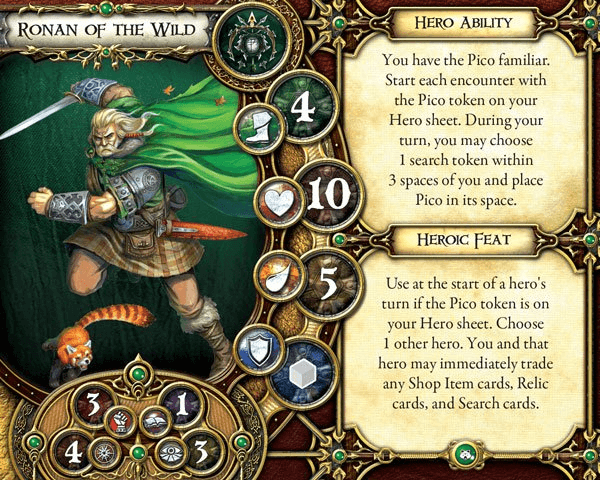 Ronan of the Wild
4
10
5
3
1
4
3
Hero Ability
You have the Pico familiar.
Start each encounter with
the Pico token on your
Hero sheet. During your
turn, you may choose
1 search token within
3 spaces of you and place
Pico in its space.
Heroic Feat
Use at the start of a hero's
turn if the Pico token is on
your Hero sheet. Choose
1 other hero. You and that
hero may immediately trade
any Shop Item cards, Relic
cards, and Search cards.